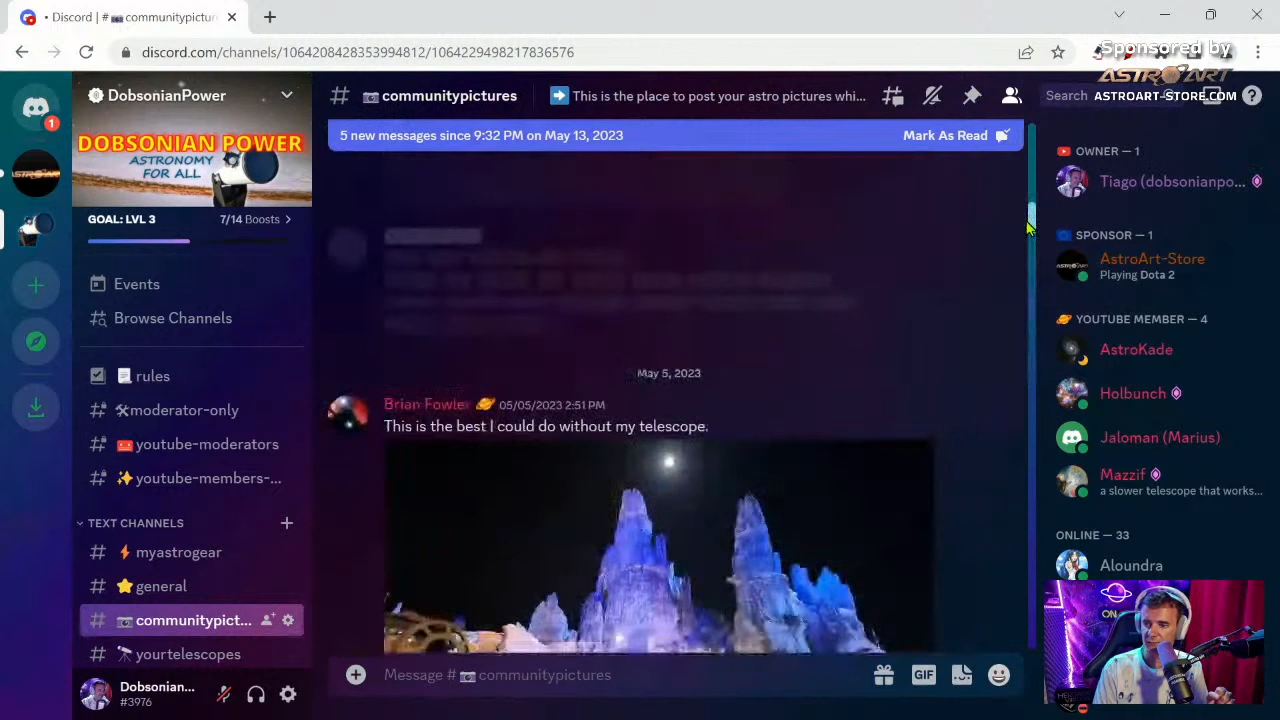 • Discord | # 📷 communitypictur
discord.com/channels/1064208428353994812/1064229498217836576
Sponsored by
ASTROART
ASTROART-STORE.COM
1
DobsonianPower
DOBSONIAN POWER
ASTRONOMY
FOR ALL
GOAL: LVL 3 7/14 Boosts >
Events
Browse Channels
rules
moderator-only
youtube-moderators
youtube-members-...
TEXT CHANNELS
myastrogear
general
communitypict...
yourtelescopes
Dobsonian...
#3976
communitypictures
This is the place to post your astro pictures whi...
Search
5 new messages since 9:32 PM on May 13, 2023 Mark As Read
May 5, 2023
Brian Fowler 05/05/2023 2:51 PM
This is the best I could do without my telescope.
Message # 📷 communitypictures
GIF
OWNER — 1
Tiago (dobsonianpo...
SPONSOR — 1
AstroArt-Store
Playing Dota 2
YOUTUBE MEMBER — 4
AstroKade
Holbunch
Jaloman (Marius)
Mazzif
a slower telescope that works...
ONLINE — 33
Aloundra
ON